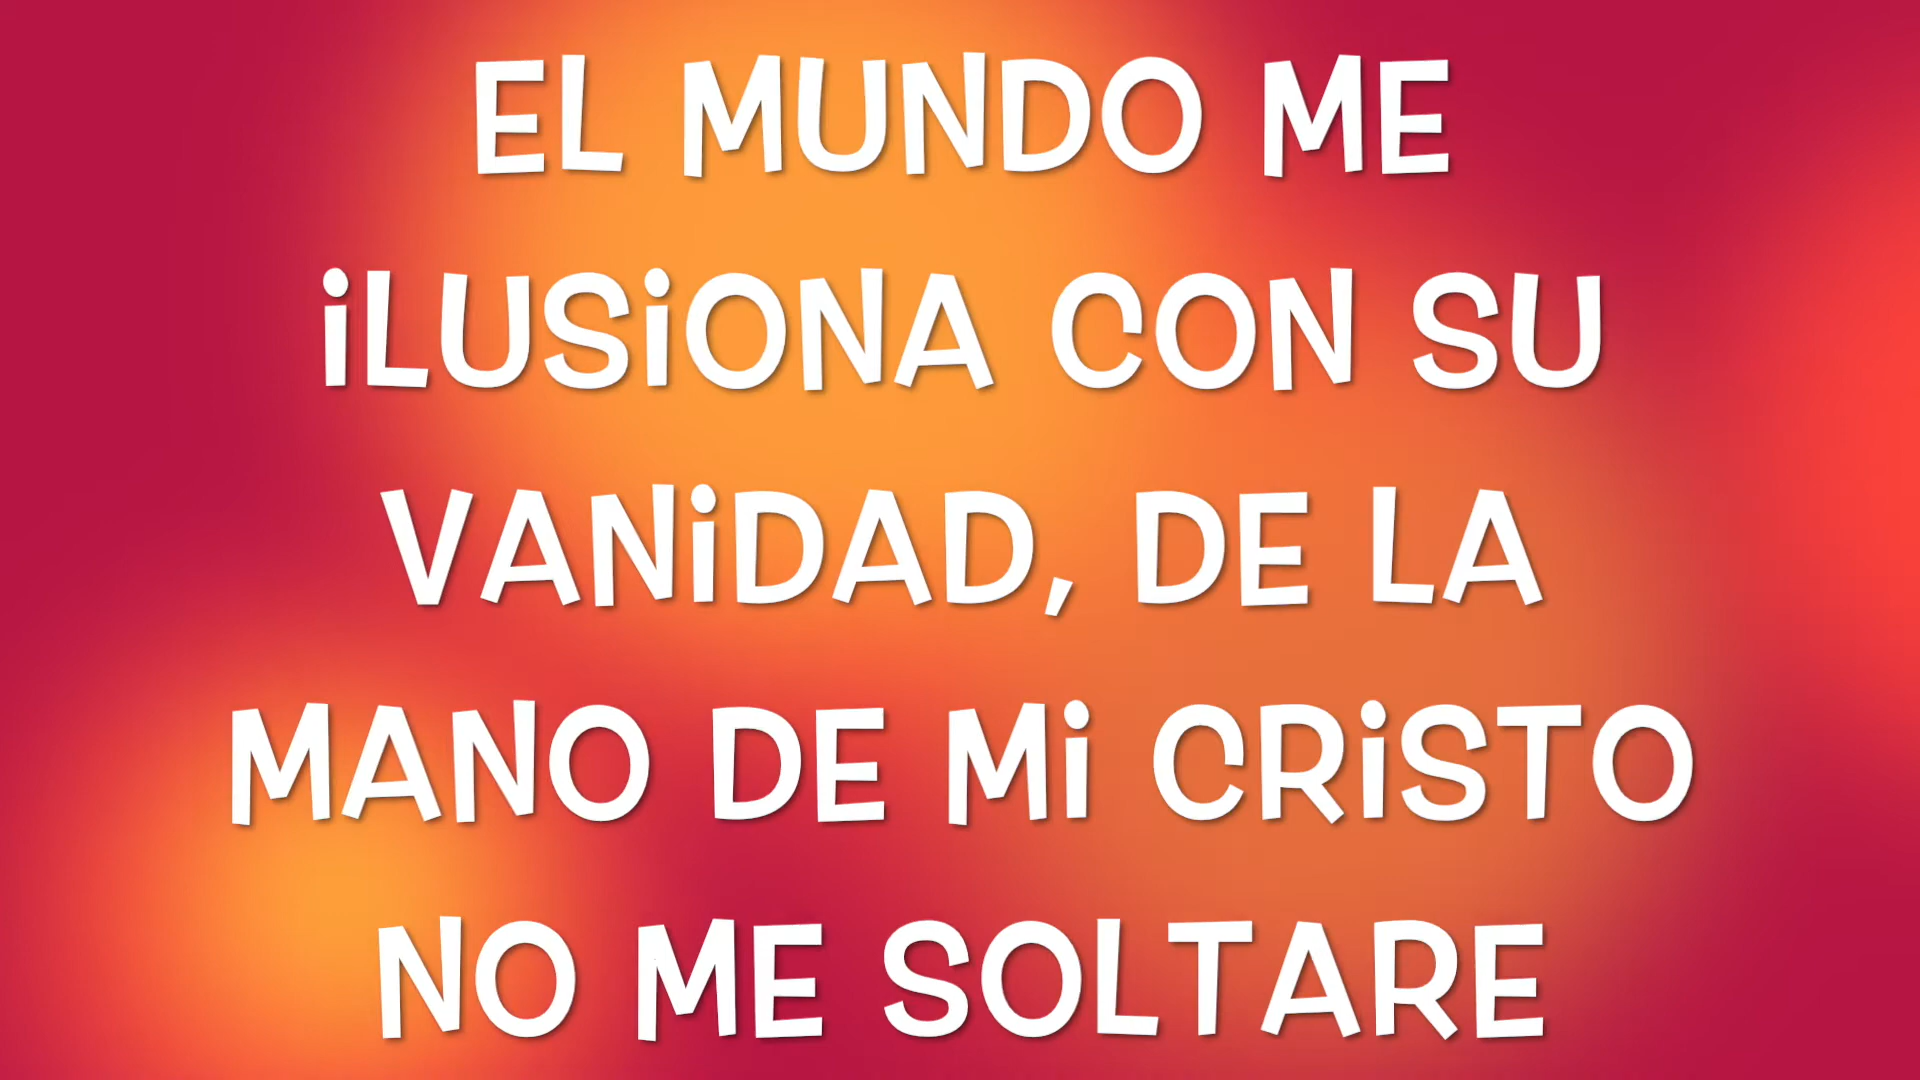 EL MUNDO ME
iLUSiONA CON SU
VANiDAD, DE LA
MANO DE Mi CRiSTO
NO ME SOLTARE